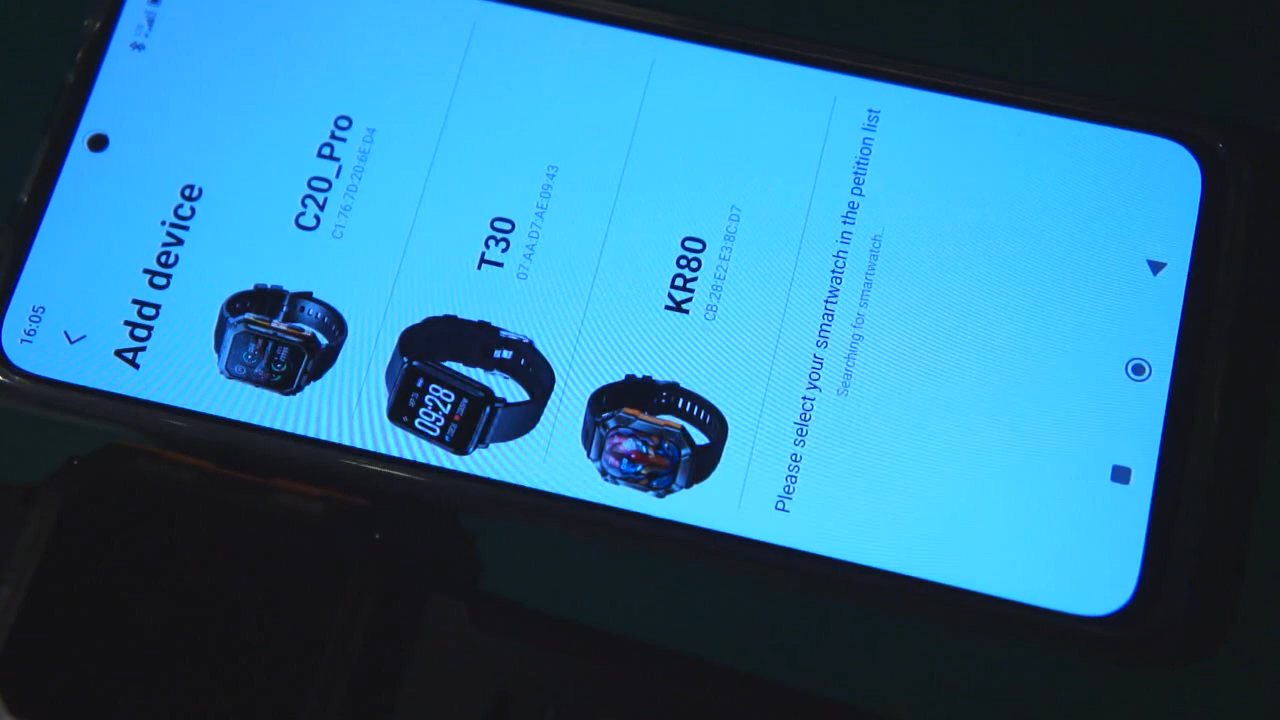 16:05
Add device
C20_Pro
C1:76:7D:20:6E:D4
T30
07:AA:D7:AE:09:43
09:28
KR80
CB:28:E2:E3:8C:D7
Please select your smartwatch in the petition list
Searching for smartwatch..